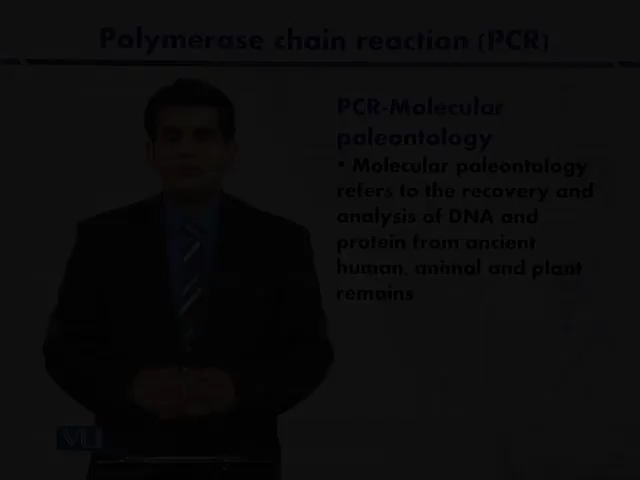 Polymerase chain reaction (PCR)
PCR-Molecular
paleontology
• Molecular paleontology
refers to the recovery and
analysis of DNA and
protein from ancient
human, animal and plant
remains
VU